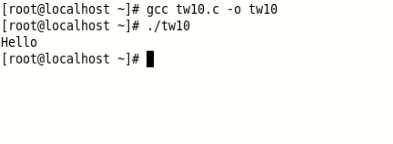 [root@localhost ~]# gcc tw10.c -o tw10
[root@localhost ~]# ./tw10
Hello
[root@localhost ~]#